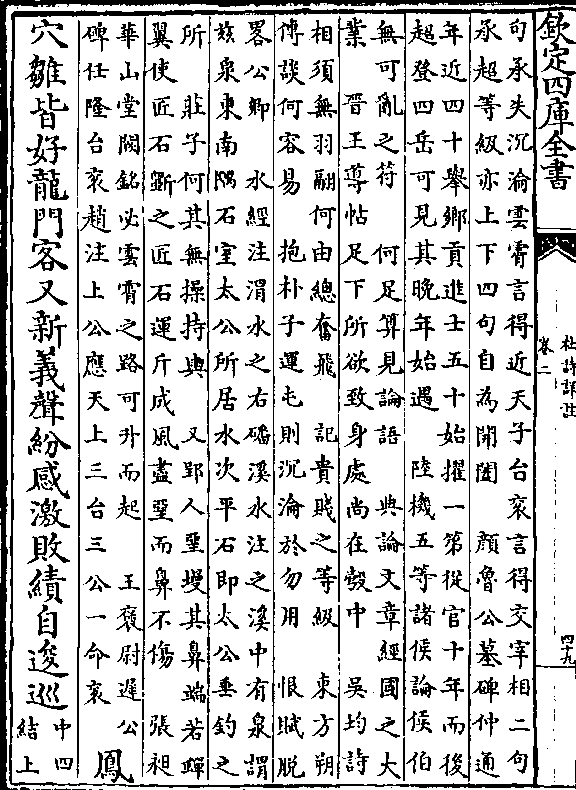 欽定四庫全書
杜詩詳註
卷二
四十九
句承失沉淪雲霄言得近天子台衮言得交宰相二句
承超等級亦上下四句自為開闔　顔魯公墓碑仲通
年近四十舉鄉貢進士五十始擢一第從官十年而後
超登四岳可見其晚年始遇　陸機五等諸侯論侯伯
無可亂之符　何足算見論語　典論文章經國之大
業　晉王導帖足下所欲致身處尚在彀中　吳均詩
相須無羽翮何由總奮飛　記貴賤之等級　東方朔
傳談何容易　抱朴子運屯則沉淪於勿用　恨賦脫
畧公卿　水經注渭水之右磻溪水注之溪中有泉謂
兹泉東南隅石室太公所居水次平石即太公垂釣之
所　莊子何其無操持與　又郢人堊墁其鼻端若蟬
翼使匠石斲之匠石運斤成風盡堊而鼻不傷　張昶
華山堂闕銘必雲霄之路可升而起　王褒尉遲公
碑任隆台衮趙注上公應天上三台三公一命衮
鳳
穴雛皆好龍門客又新義聲紛感激敗績自逡巡
中四
結上